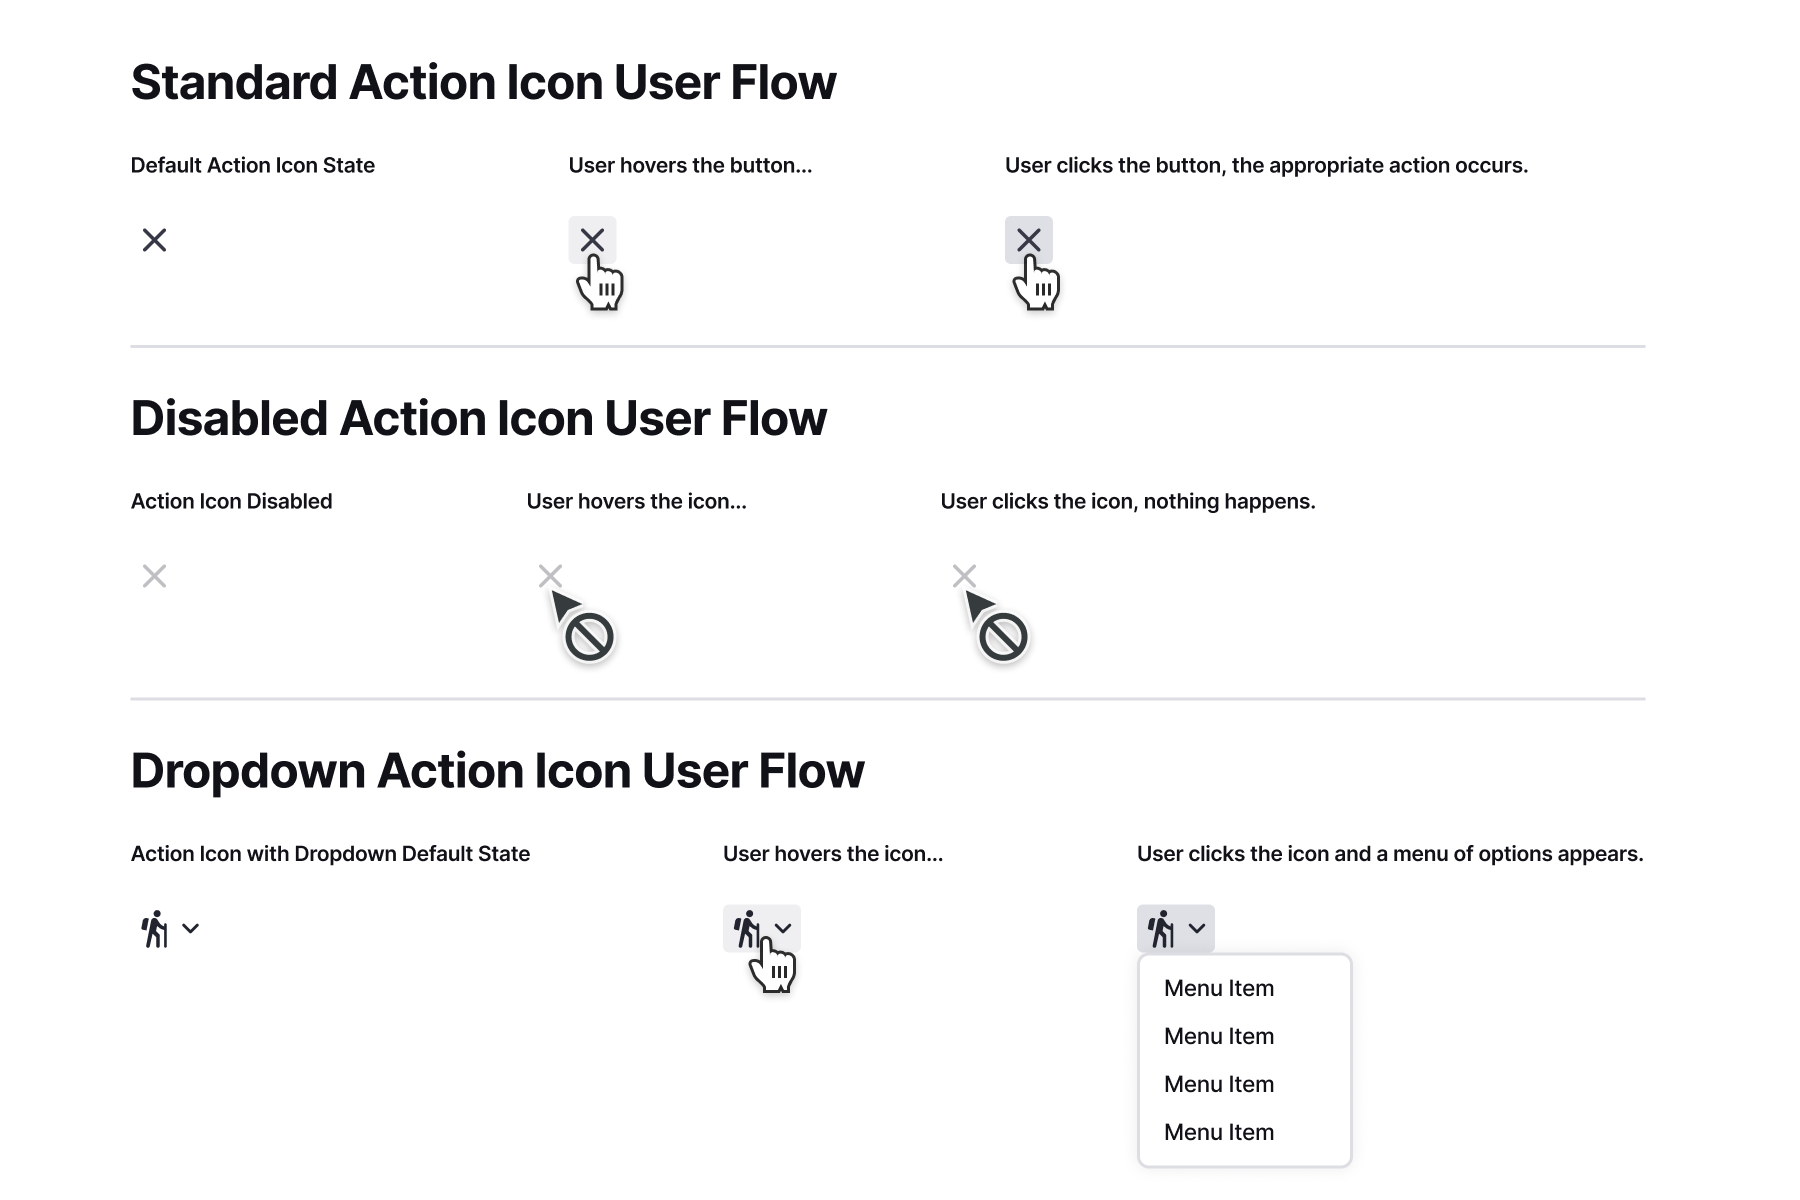 Standard Action Icon User Flow
Default Action Icon State
User hovers the button...
User clicks the button, the appropriate action occurs.
Disabled Action Icon User Flow
Action Icon Disabled
User hovers the icon...
User clicks the icon, nothing happens.
Dropdown Action Icon User Flow
Action Icon with Dropdown Default State
User hovers the icon...
User clicks the icon and a menu of options appears.
Menu Item
Menu Item
Menu Item
Menu Item